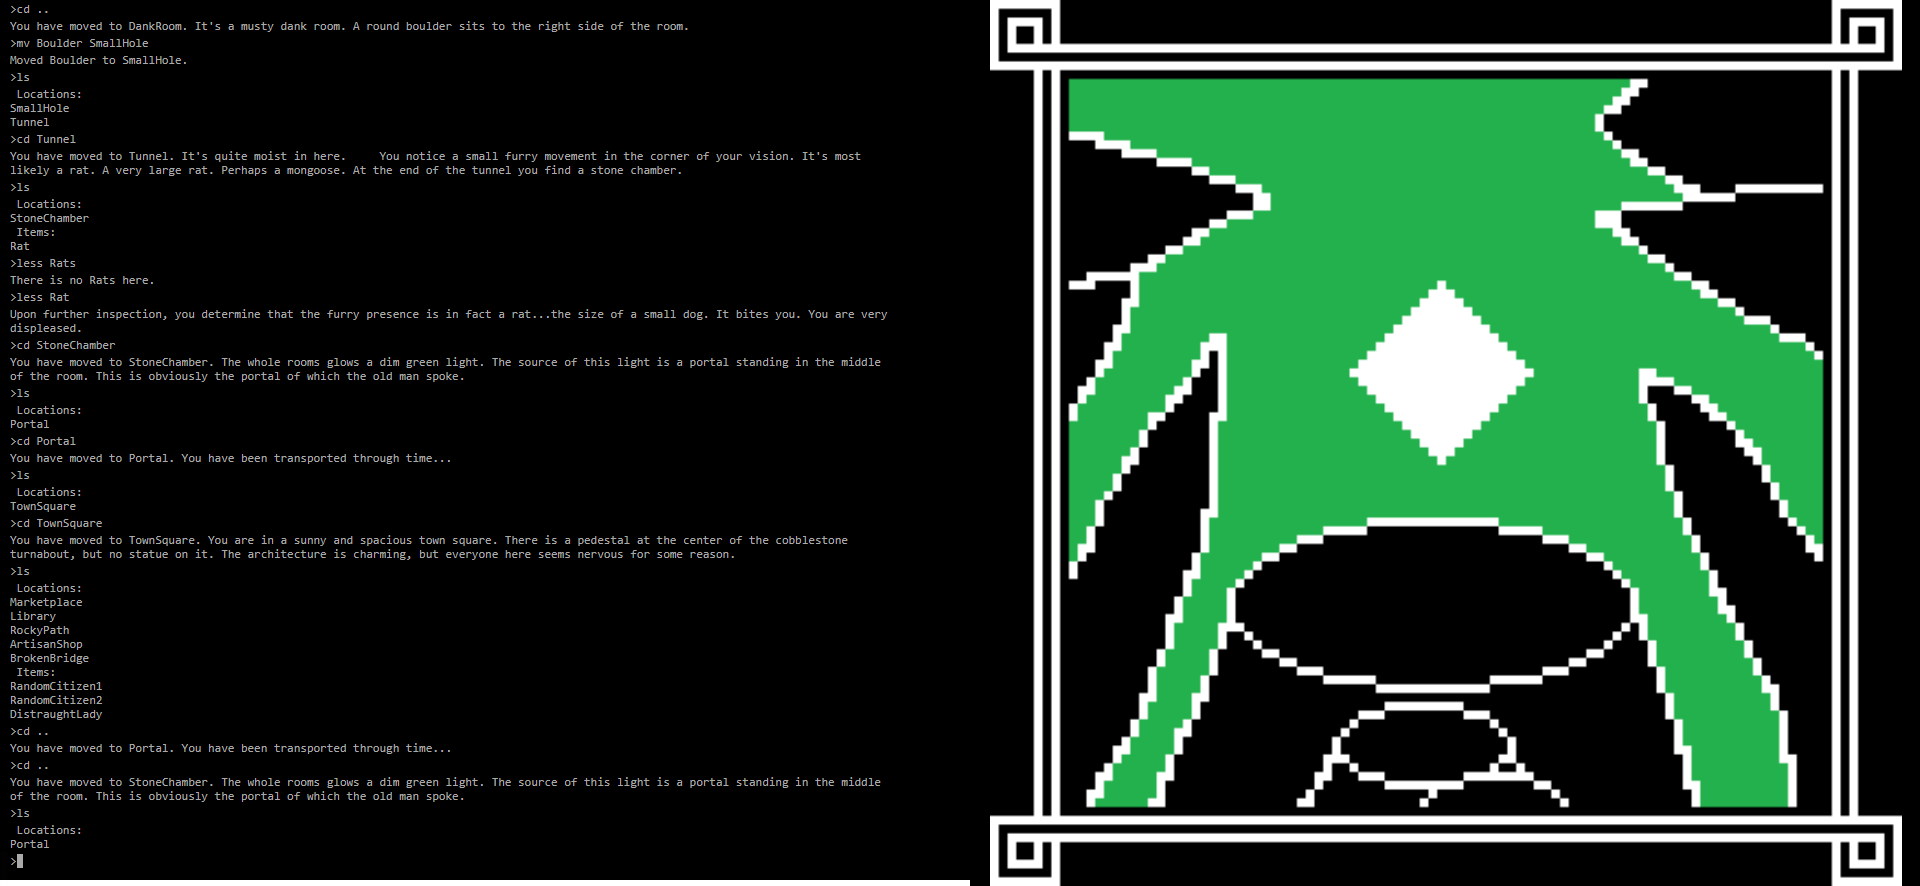 >cd ..
You have moved to DankRoom. It's a musty dank room. A round boulder sits to the right side of the room.
>mv Boulder SmallHole
Moved Boulder to SmallHole.
>ls
Locations:
SmallHole
Tunnel
>cd Tunnel
You have moved to Tunnel. It's quite moist in here.     You notice a small furry movement in the corner of your vision. It's most
likely a rat. A very large rat. Perhaps a mongoose. At the end of the tunnel you find a stone chamber.
>ls
Locations:
StoneChamber
Items:
Rat
>less Rats
There is no Rats here.
>less Rat
Upon further inspection, you determine that the furry presence is in fact a rat...the size of a small dog. It bites you. You are very
displeased.
>cd StoneChamber
You have moved to StoneChamber. The whole rooms glows a dim green light. The source of this light is a portal standing in the middle
of the room. This is obviously the portal of which the old man spoke.
>ls
Locations:
Portal
>cd Portal
You have moved to Portal. You have been transported through time...
>ls
Locations:
TownSquare
>cd TownSquare
You have moved to TownSquare. You are in a sunny and spacious town square. There is a pedestal at the center of the cobblestone
turnabout, but no statue on it. The architecture is charming, but everyone here seems nervous for some reason.
>ls
Locations:
Marketplace
Library
RockyPath
ArtisanShop
BrokenBridge
Items:
RandomCitizen1
RandomCitizen2
DistraughtLady
>cd ..
You have moved to Portal. You have been transported through time...
>cd ..
You have moved to StoneChamber. The whole rooms glows a dim green light. The source of this light is a portal standing in the middle
of the room. This is obviously the portal of which the old man spoke.
>ls
Locations:
Portal
>